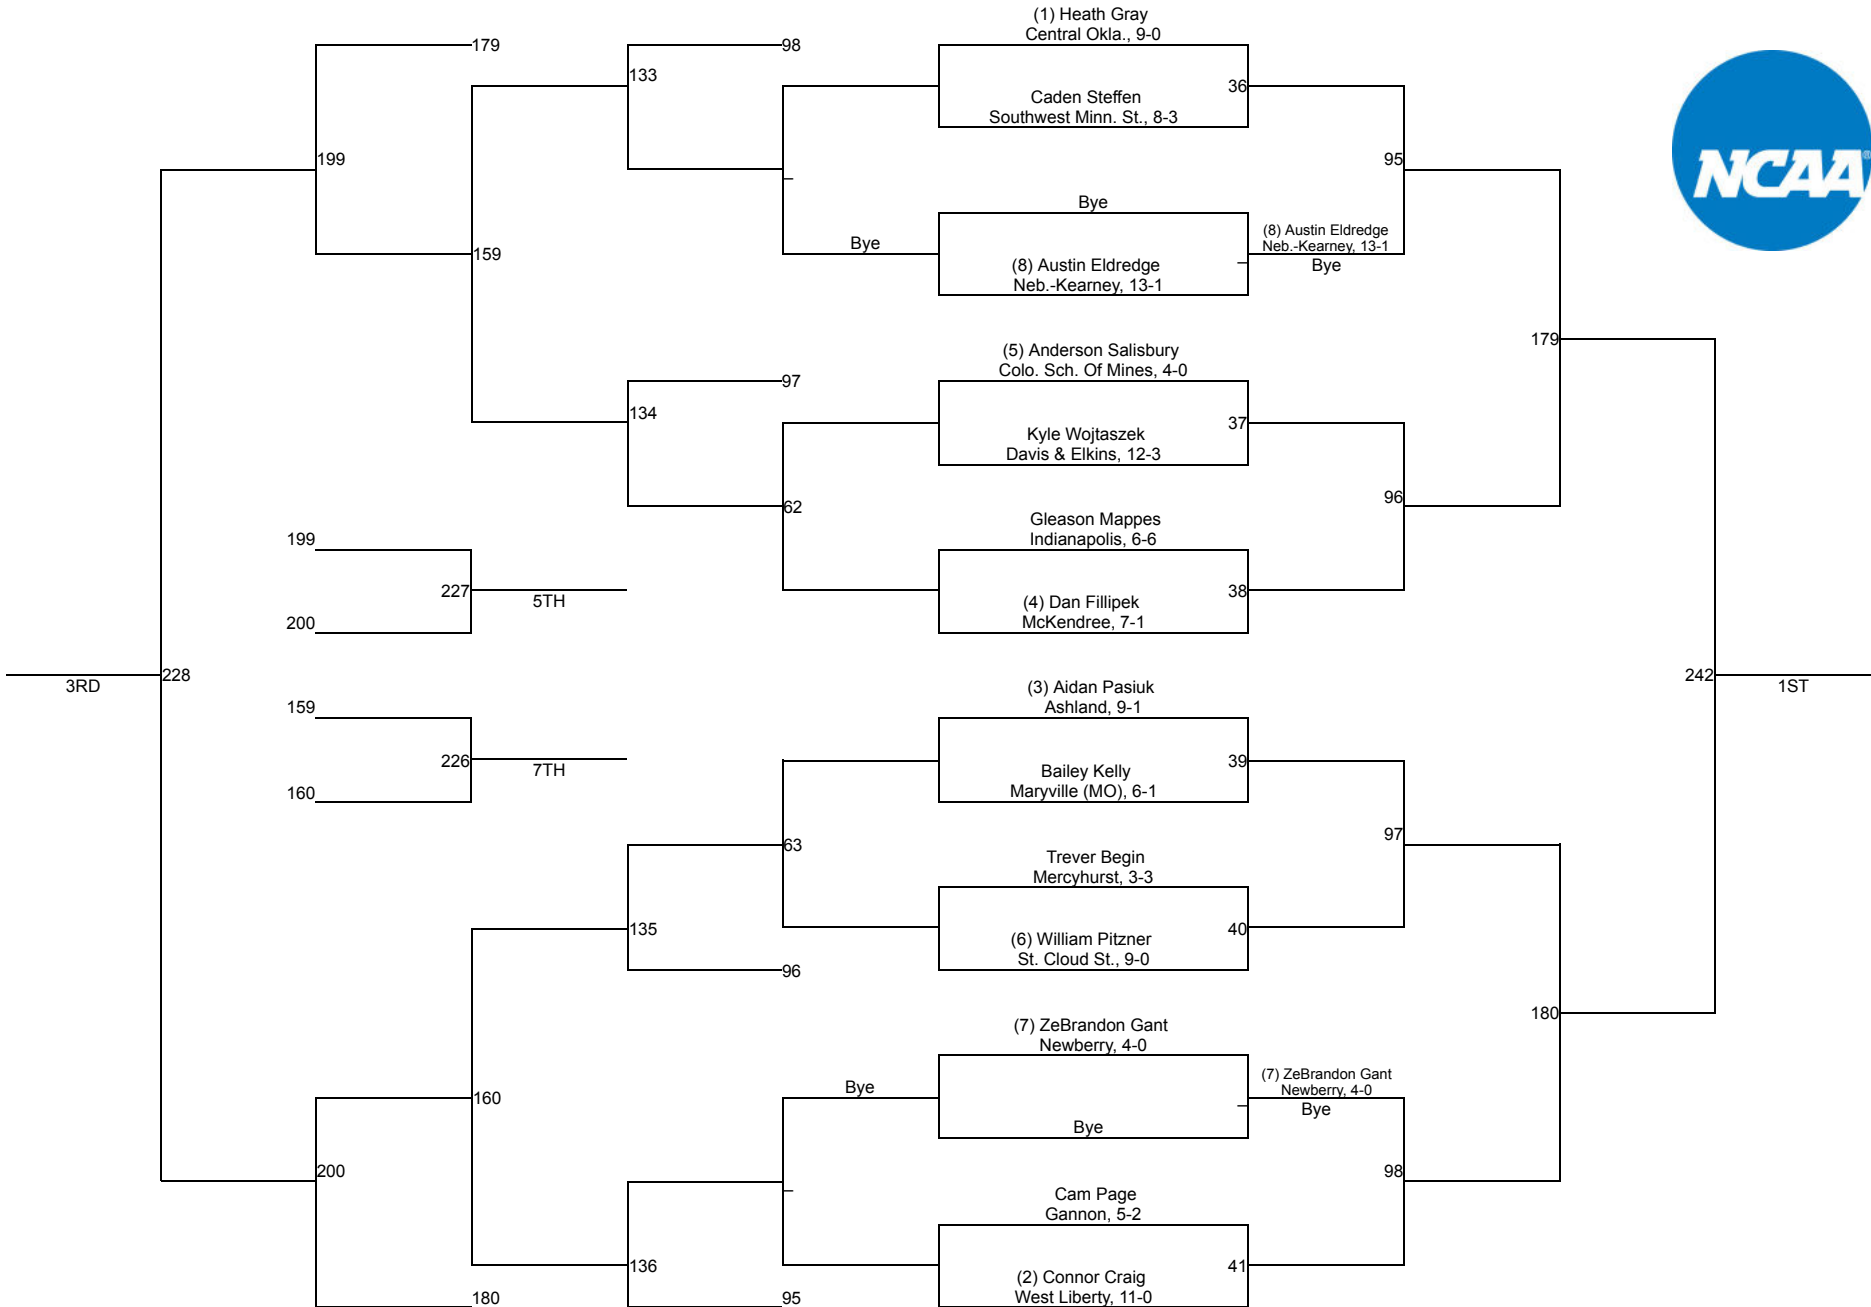 (1) Heath Gray
Central Okla., 9-0
179
98
133
36
Caden Steffen
Southwest Minn. St., 8-3
NCAA®
199
95
Bye
Bye
(8) Austin Eldredge
Neb.-Kearney, 13-1
Bye
159
(8) Austin Eldredge
Neb.-Kearney, 13-1
179
(5) Anderson Salisbury
Colo. Sch. Of Mines, 4-0
97
134
37
Kyle Wojtaszek
Davis & Elkins, 12-3
62
96
Gleason Mappes
Indianapolis, 6-6
199
227
5TH
38
(4) Dan Fillipek
McKendree, 7-1
200
3RD
228
242
1ST
(3) Aidan Pasiuk
Ashland, 9-1
159
226
7TH
39
Bailey Kelly
Maryville (MO), 6-1
160
63
97
Trever Begin
Mercyhurst, 3-3
135
40
(6) William Pitzner
St. Cloud St., 9-0
96
180
(7) ZeBrandon Gant
Newberry, 4-0
Bye
(7) ZeBrandon Gant
Newberry, 4-0
Bye
160
Bye
200
98
Cam Page
Gannon, 5-2
136
41
(2) Connor Craig
West Liberty, 11-0
180
95